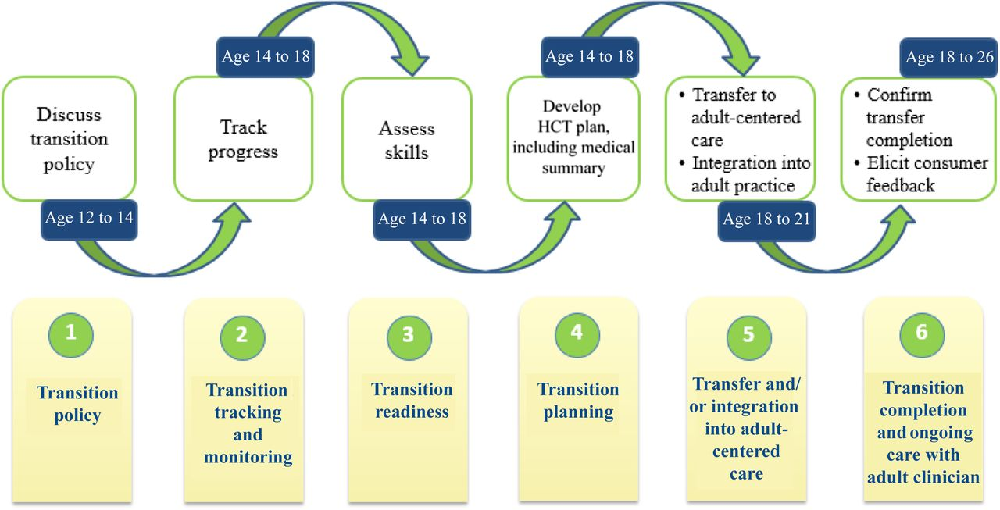 Discuss
transition
policy
Age 12 to 14
Age 14 to 18
Track
progress
Assess
skills
Age 14 to 18
Age 14 to 18
Develop
HCT plan,
including medical
summary
• Transfer to
adult-centered
care
• Integration into
adult practice
Age 18 to 21
Age 18 to 26
• Confirm
transfer
completion
• Elicit consumer
feedback
1
Transition
policy
2
Transition
tracking
and
monitoring
3
Transition
readiness
4
Transition
planning
5
Transfer and/
or integration
into adult-
centered
care
6
Transition
completion
and ongoing
care with
adult clinician